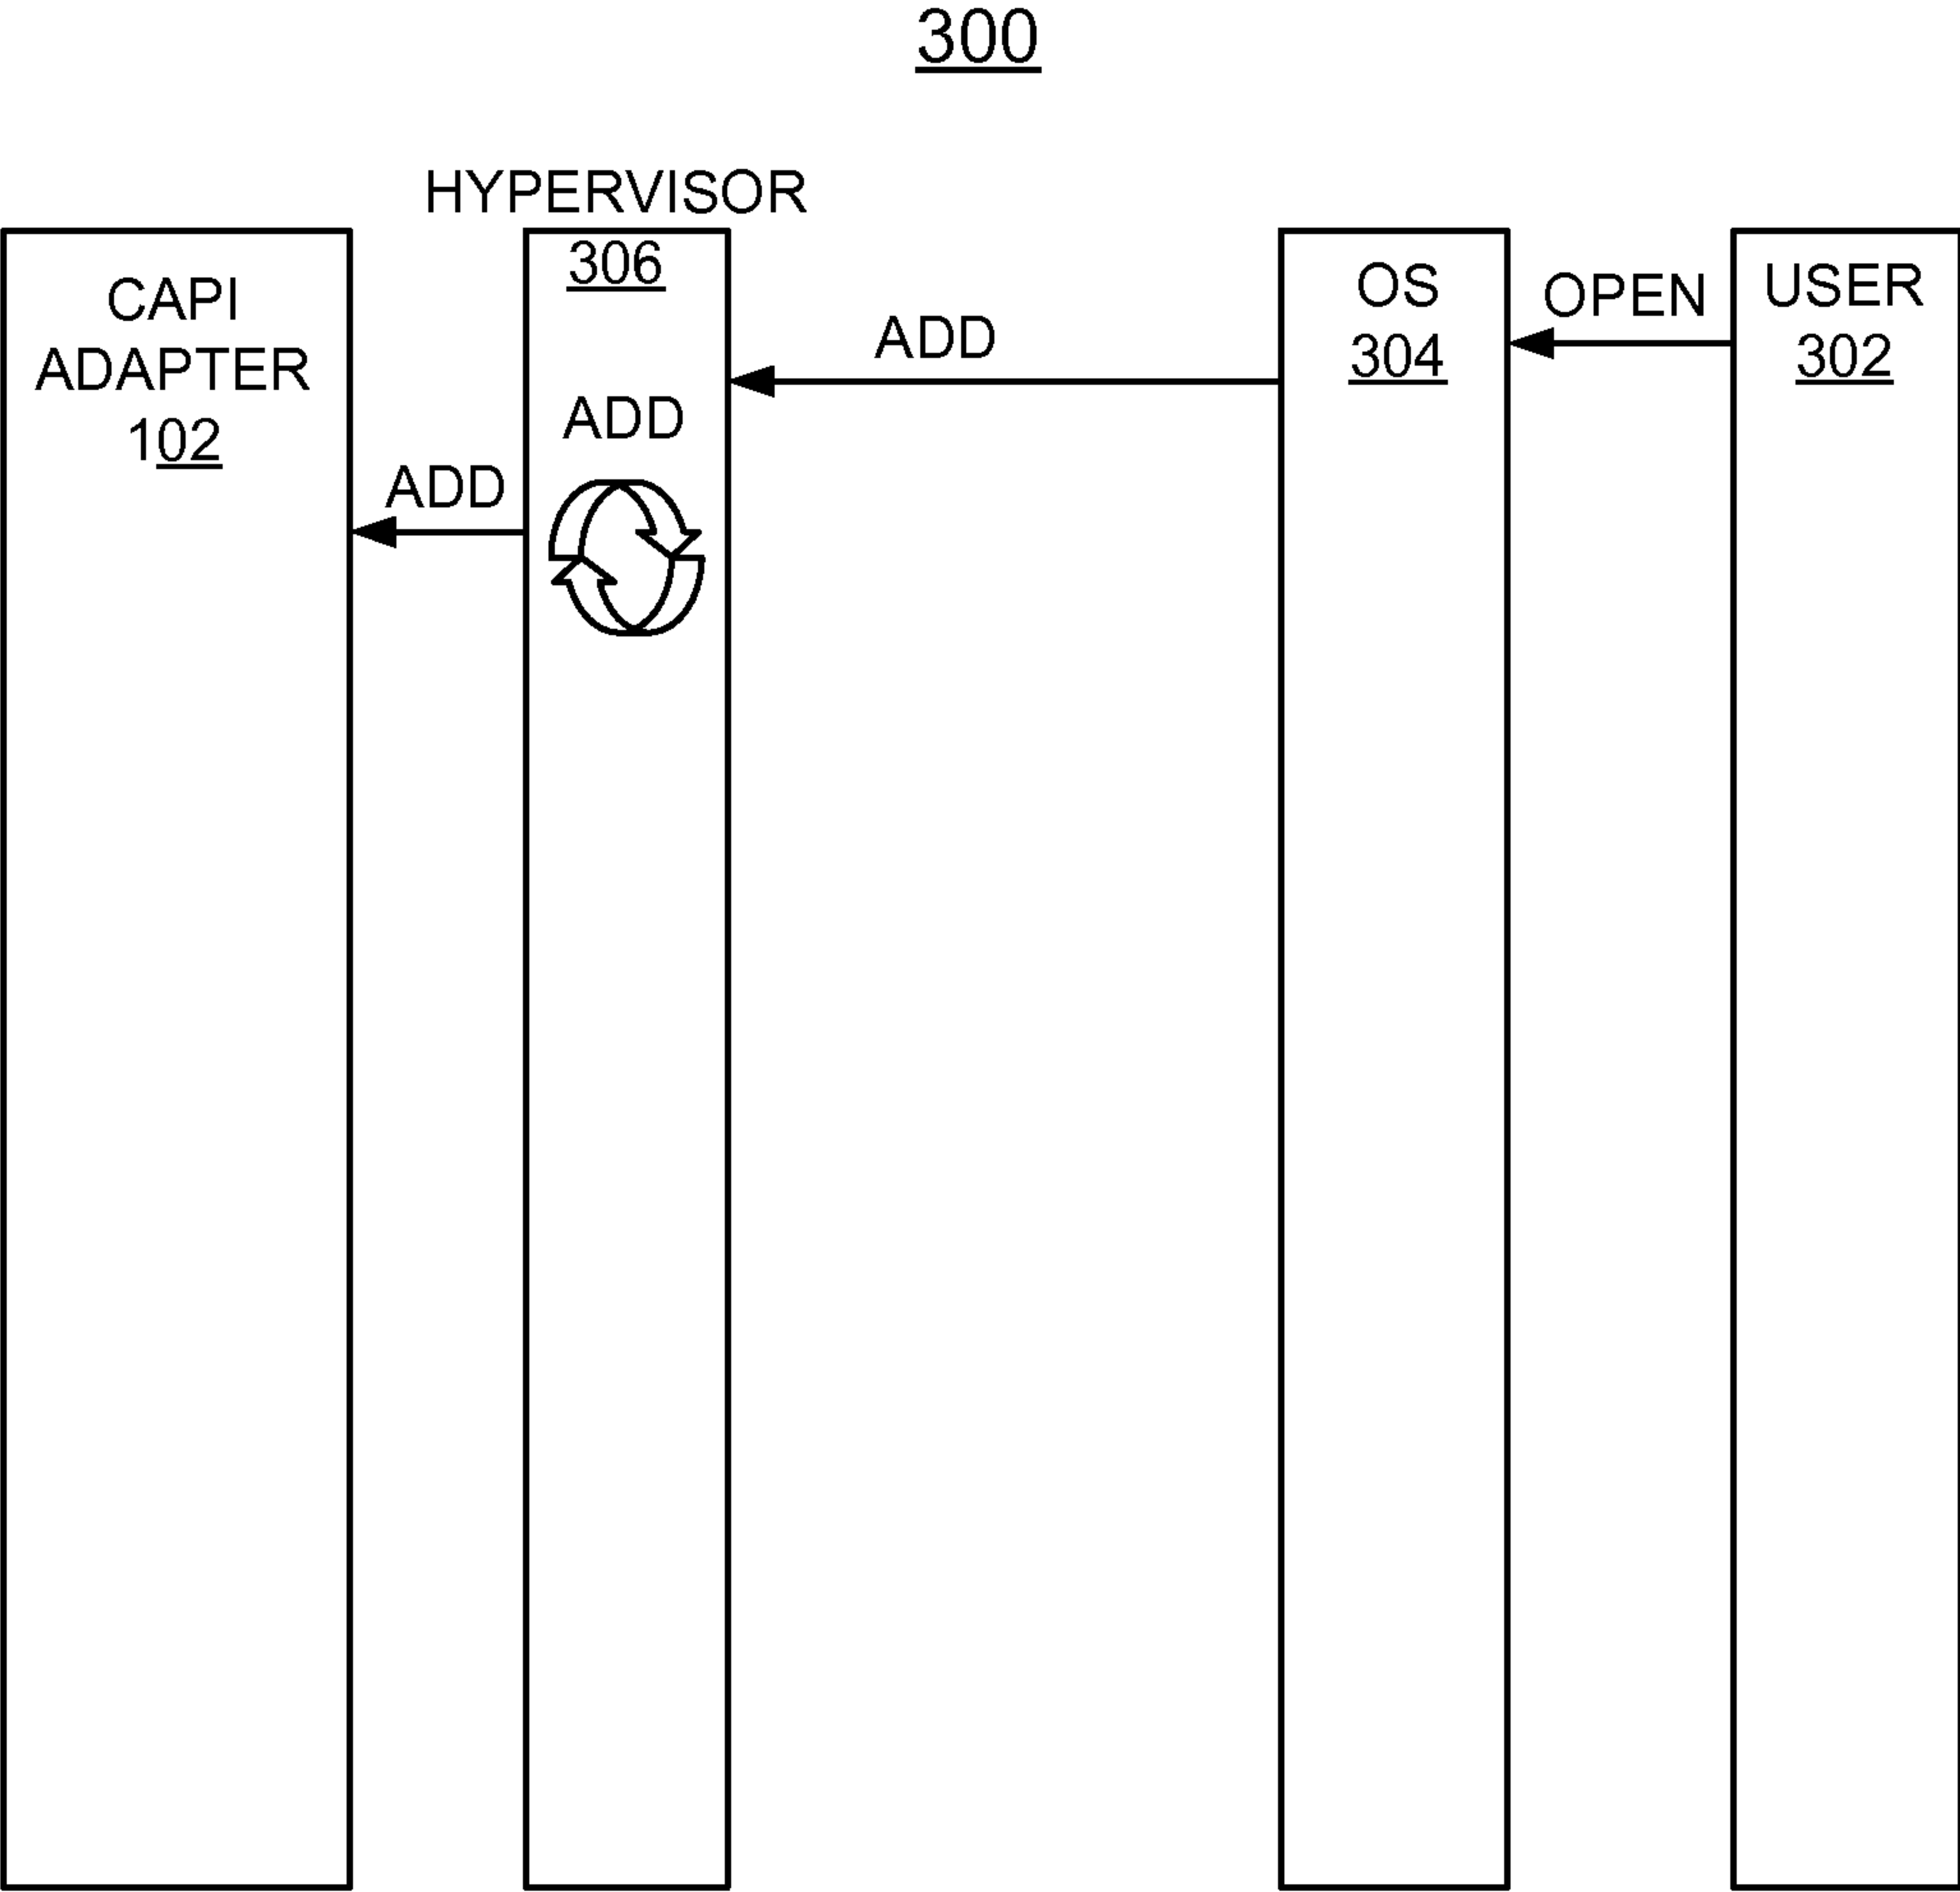 300
HYPERVISOR
306
CAPI
ADAPTER
102
ADD
ADD
ADD
OS
304
OPEN
USER
302